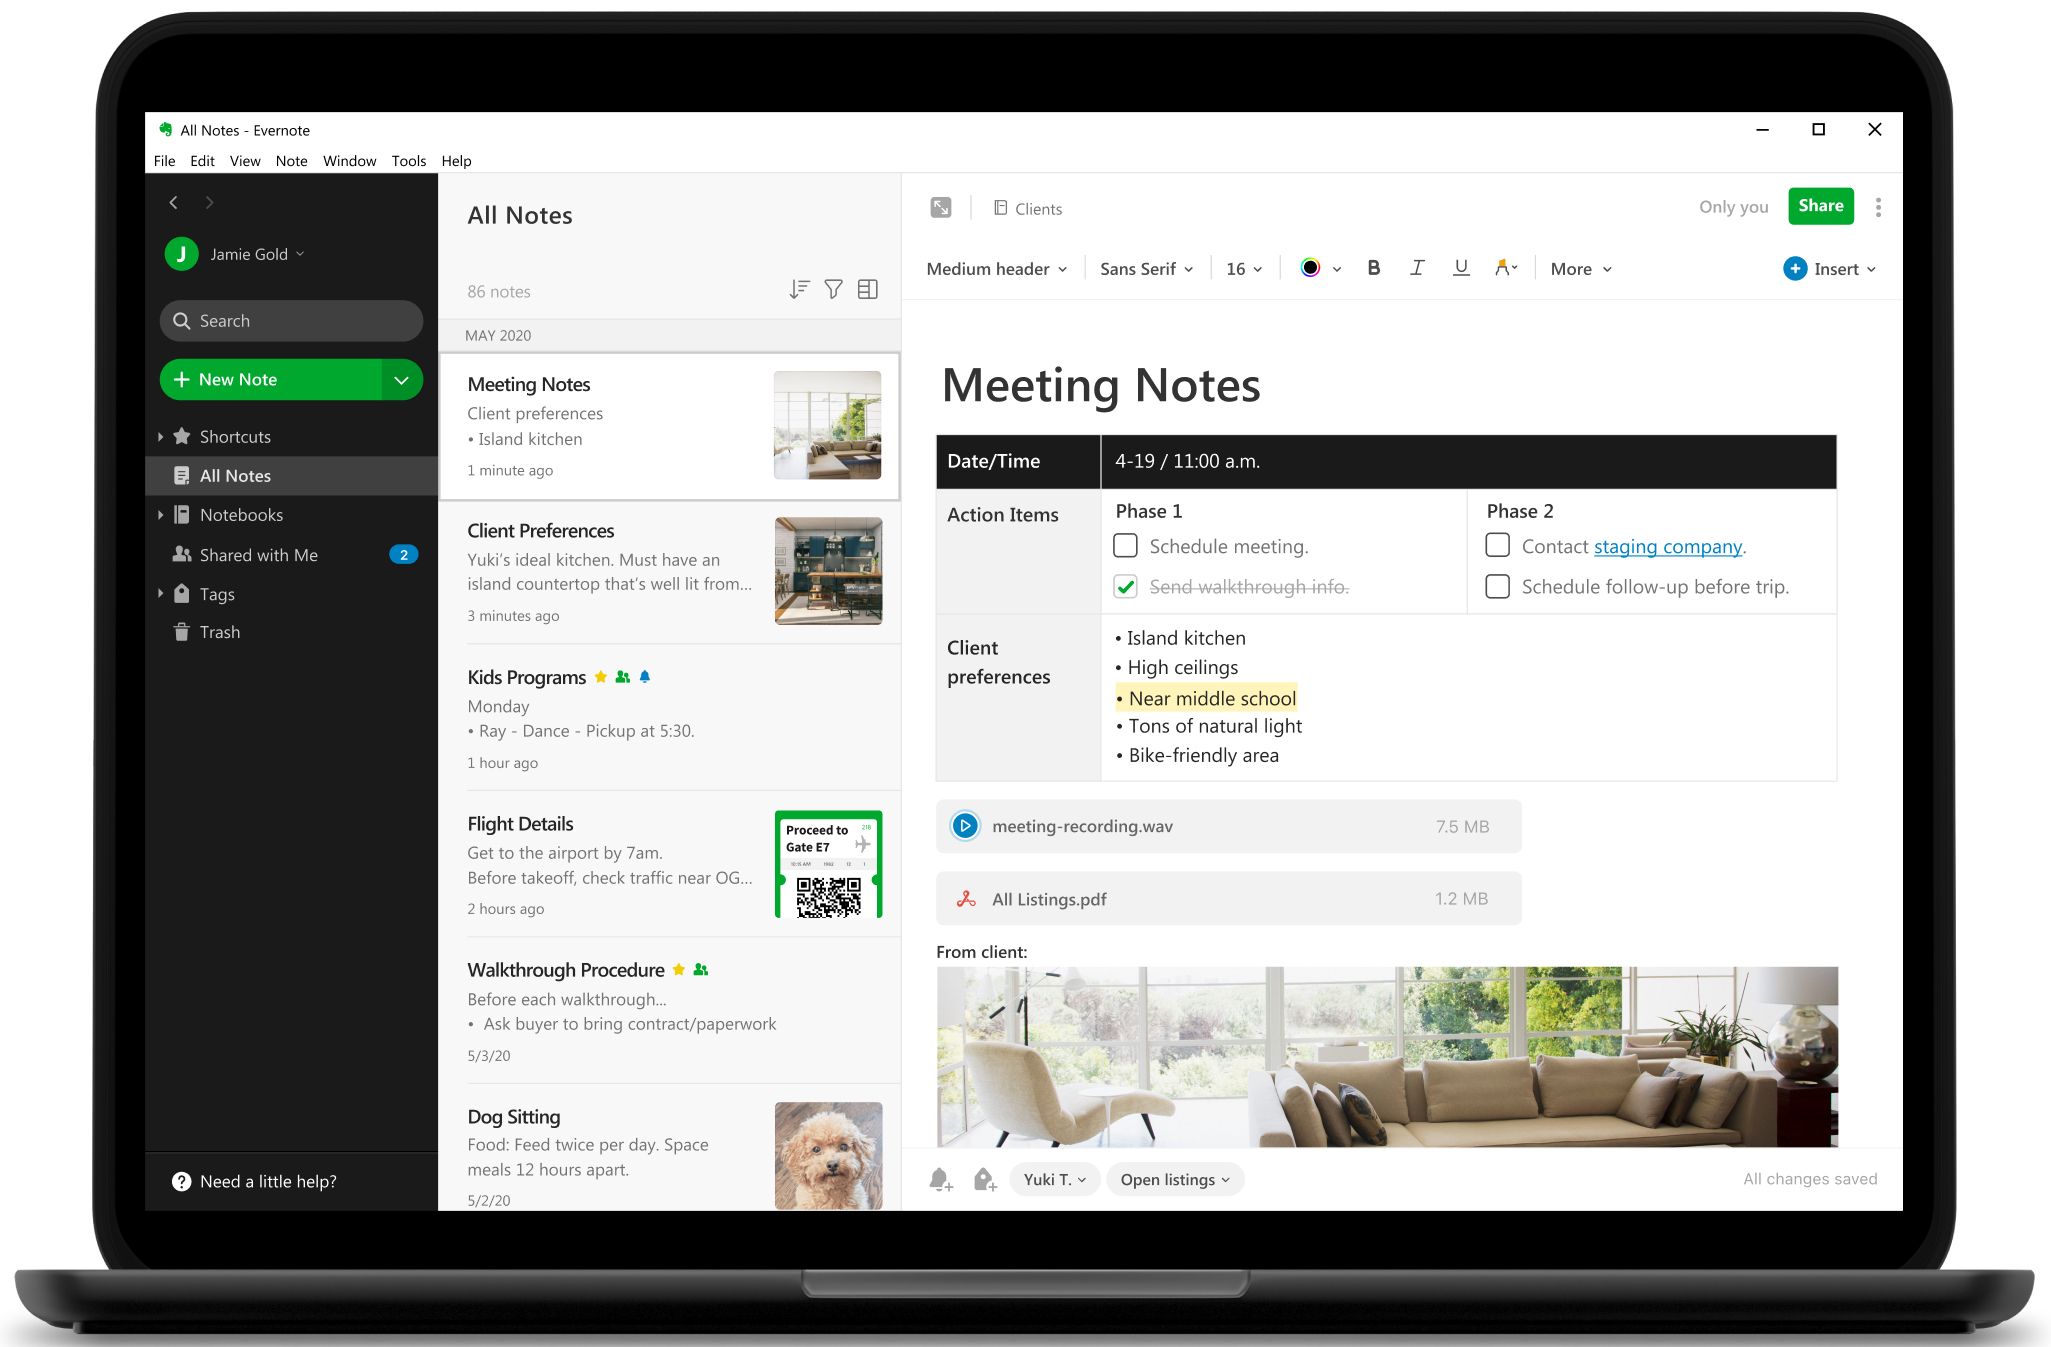 All Notes - Evernote
File Edit View Note Window Tools Help
J Jamie Gold
Search
New Note
Shortcuts
All Notes
Notebooks
Shared with Me 2
Tags
Trash
? Need a little help?
All Notes
86 notes
MAY 2020
Meeting Notes
Client preferences
• Island kitchen
1 minute ago
Client Preferences
Yuki's ideal kitchen. Must have an
island countertop that's well lit from...
3 minutes ago
Kids Programs
Monday
• Ray - Dance - Pickup at 5:30.
1 hour ago
Flight Details
Get to the airport by 7am.
Before takeoff, check traffic near OG...
2 hours ago
Proceed to
Gate E7
Walkthrough Procedure
Before each walkthrough...
• Ask buyer to bring contract/paperwork
5/3/20
Dog Sitting
Food: Feed twice per day. Space
meals 12 hours apart.
5/2/20
Clients
Only you
Share
Medium header Sans Serif 16 B I U A More Insert
Meeting Notes
Date/Time 4-19 / 11:00 a.m.
Action Items
Phase 1
Schedule meeting.
Send walkthrough info.
Phase 2
Contact staging company.
Schedule follow-up before trip.
Client
preferences
• Island kitchen
• High ceilings
• Near middle school
• Tons of natural light
• Bike-friendly area
meeting-recording.wav 7.5 MB
All Listings.pdf 1.2 MB
From client:
Yuki T. Open listings All changes saved